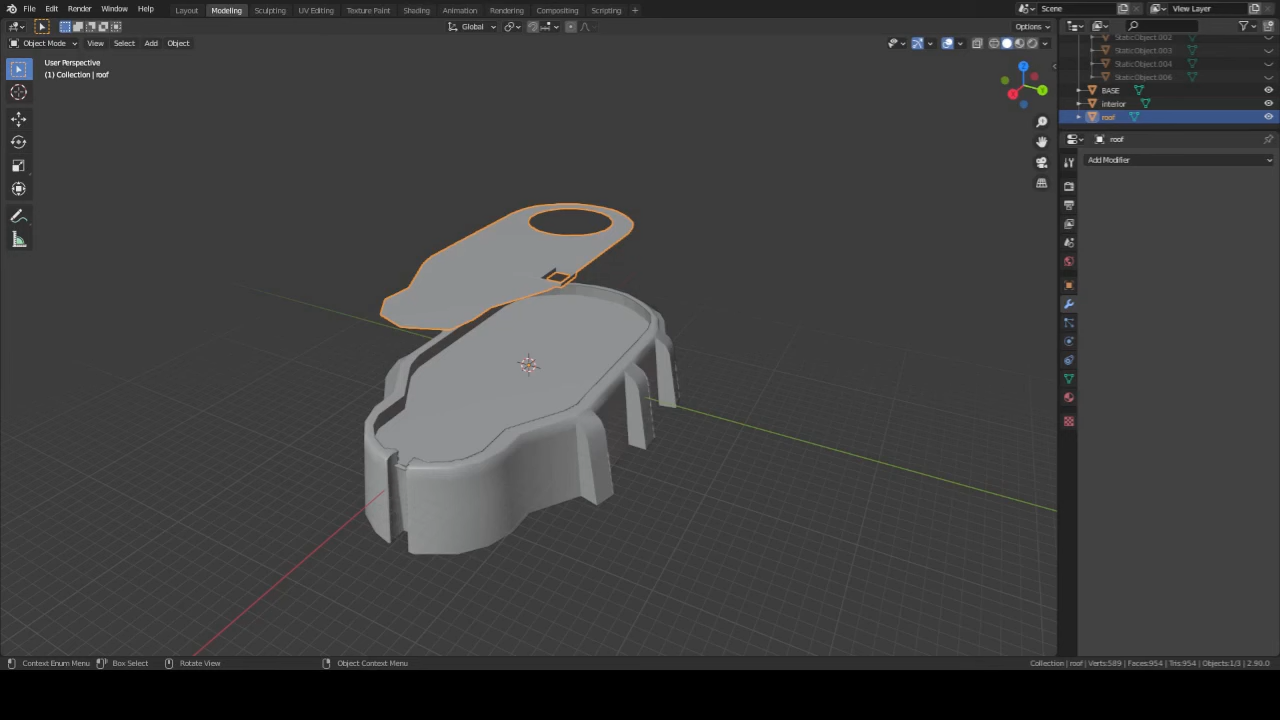 File Edit Render Window Help Layout Modeling Sculpting UV Editing Texture Paint Shading Animation Rendering Compositing Scripting + Scene View Layer
Global Options
Object Mode View Select Add Object
User Perspective
(1) Collection | roof
StaticObject.002
StaticObject.003
StaticObject.004
StaticObject.006
BASE
interior
roof
roof
Add Modifier
Z
Y
X
Context Enum Menu Box Select Rotate View Object Context Menu Collection | roof | Verts:589 | Faces:954 | Tris:954 | Objects:1/3 | 2.90.0